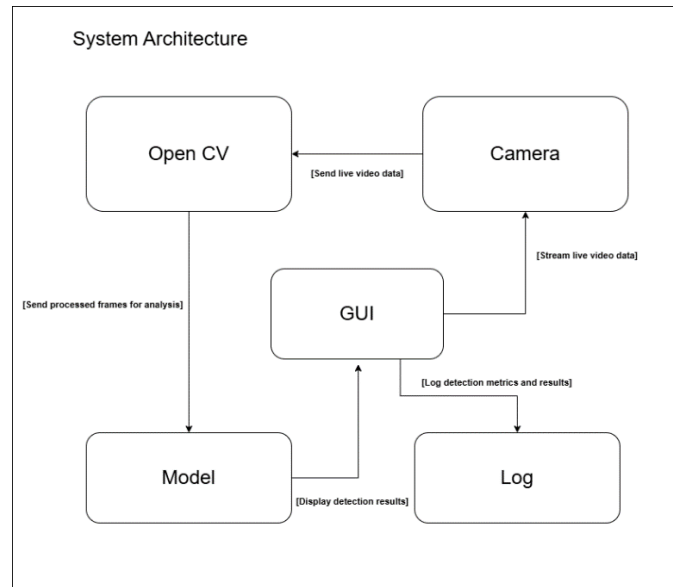 System Architecture
Open CV
Camera
[Send live video data]
[Stream live video data]
[Send processed frames for analysis]
GUI
[Log detection metrics and results]
Model
Log
[Display detection results]